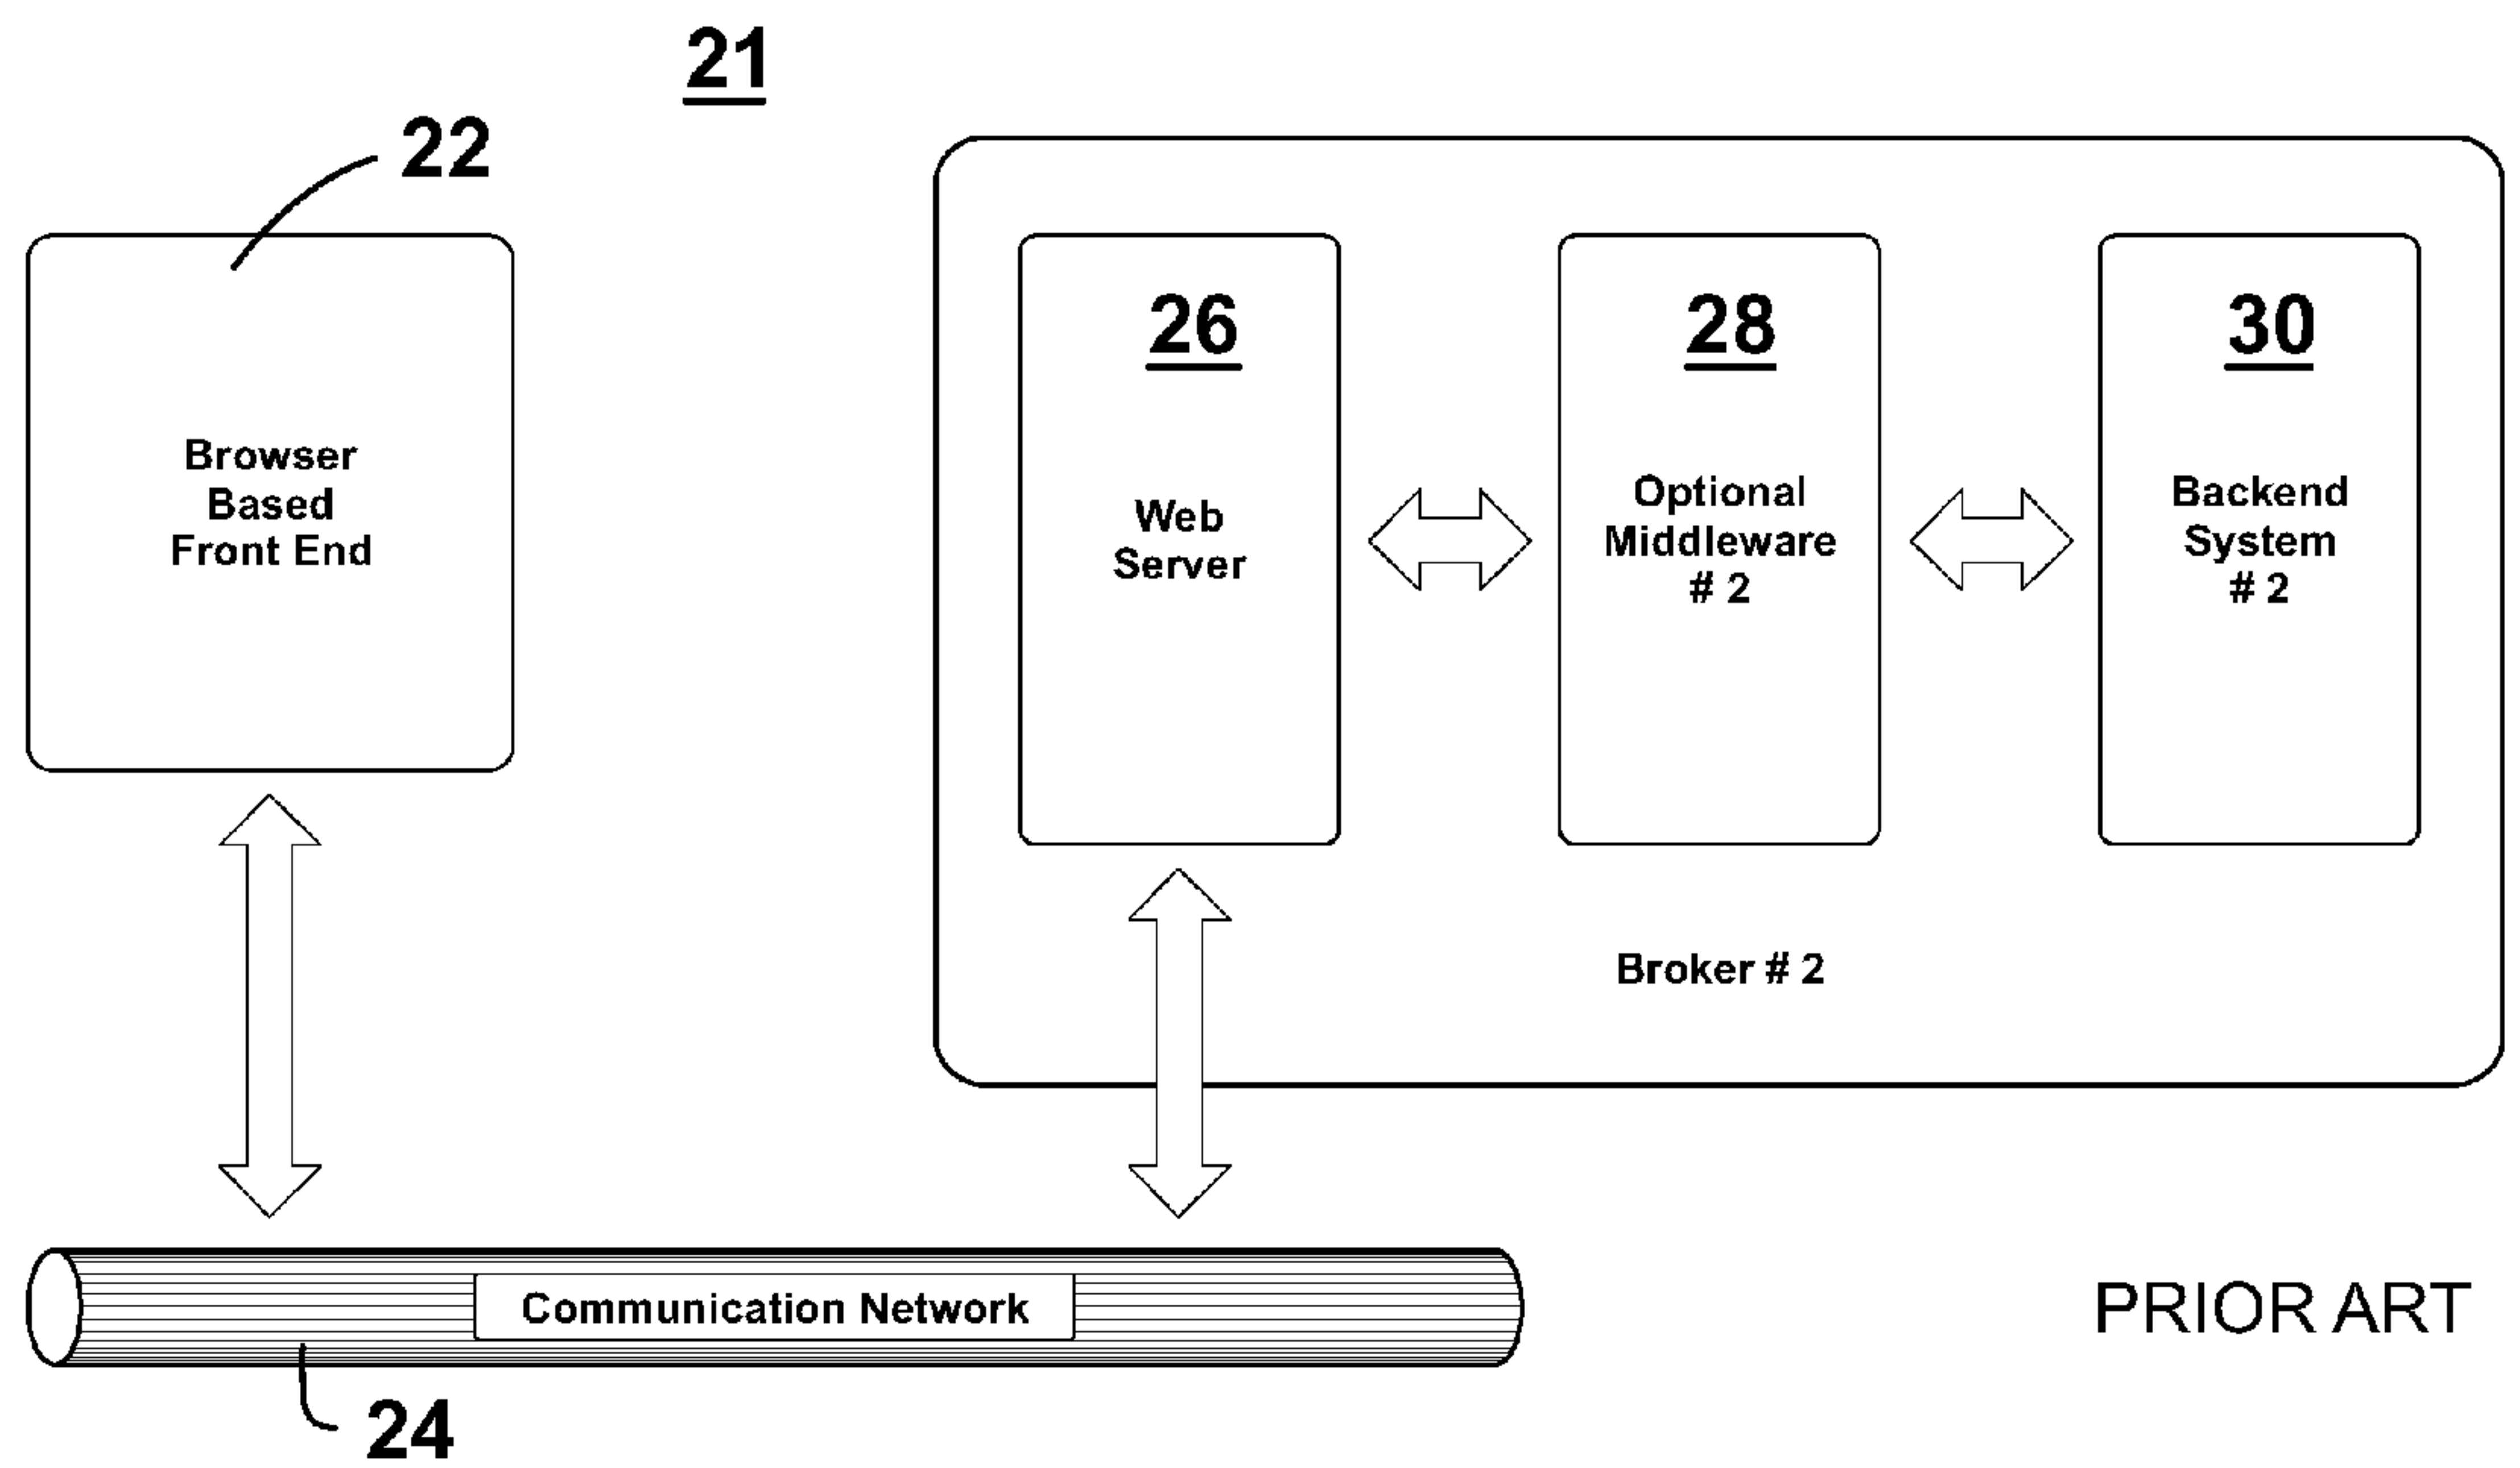 21
22
26
28
30
Browser
Based
Front End
Web
Server
Optional
Middleware
# 2
Backend
System
# 2
Broker # 2
Communication Network
PRIOR ART
24